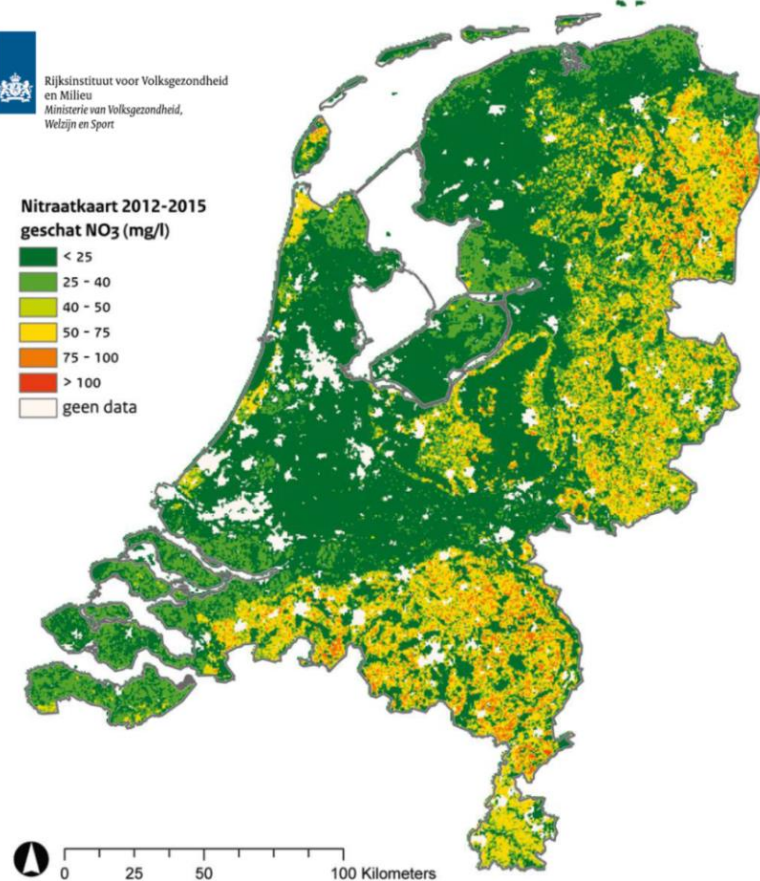 Rijksinstituut voor Volksgezondheid
en Milieu
Ministerie van Volksgezondheid,
Welzijn en Sport
Nitraatkaart 2012-2015
geschat NO3 (mg/l)
< 25
25 - 40
40 - 50
50 - 75
75 - 100
> 100
geen data
0 25 50 100 Kilometers